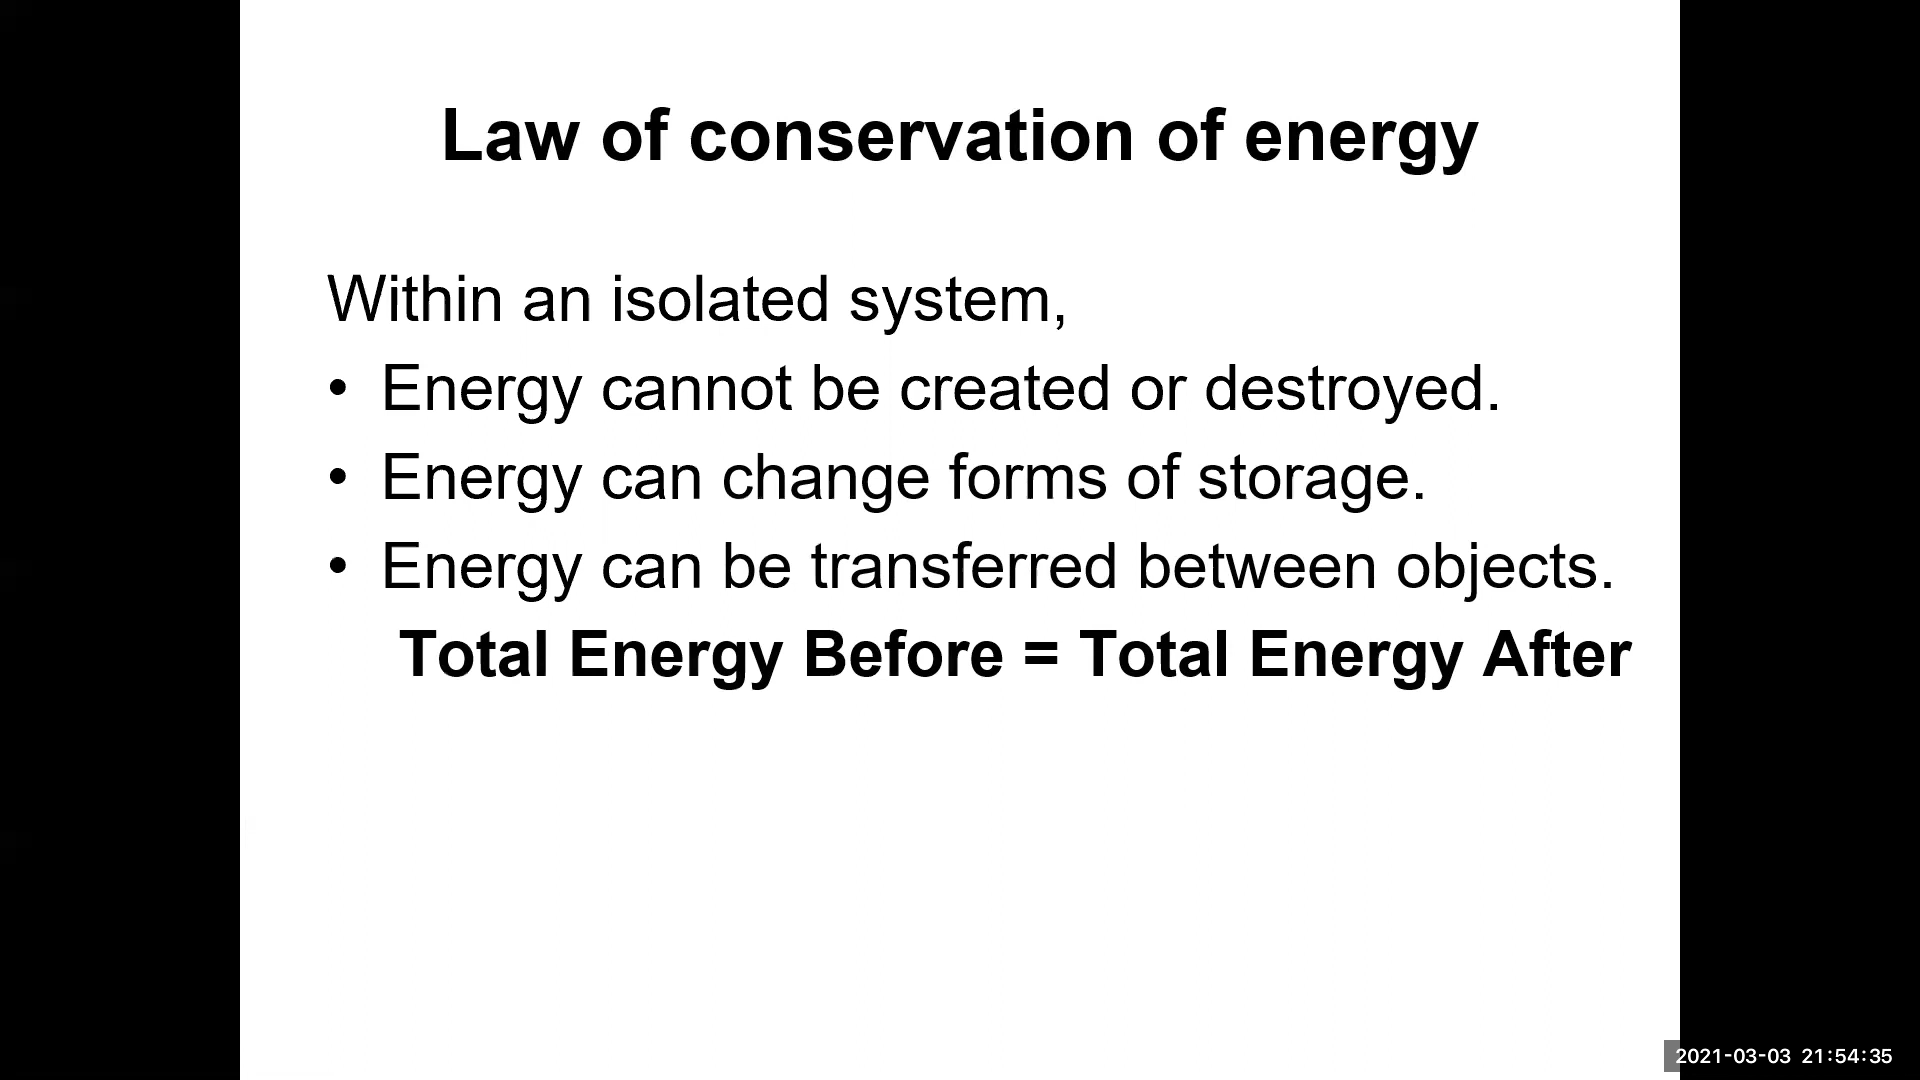 Law of conservation of energy
Within an isolated system,
• Energy cannot be created or destroyed.
• Energy can change forms of storage.
• Energy can be transferred between objects.
Total Energy Before = Total Energy After
2021-03-03 21:54:35